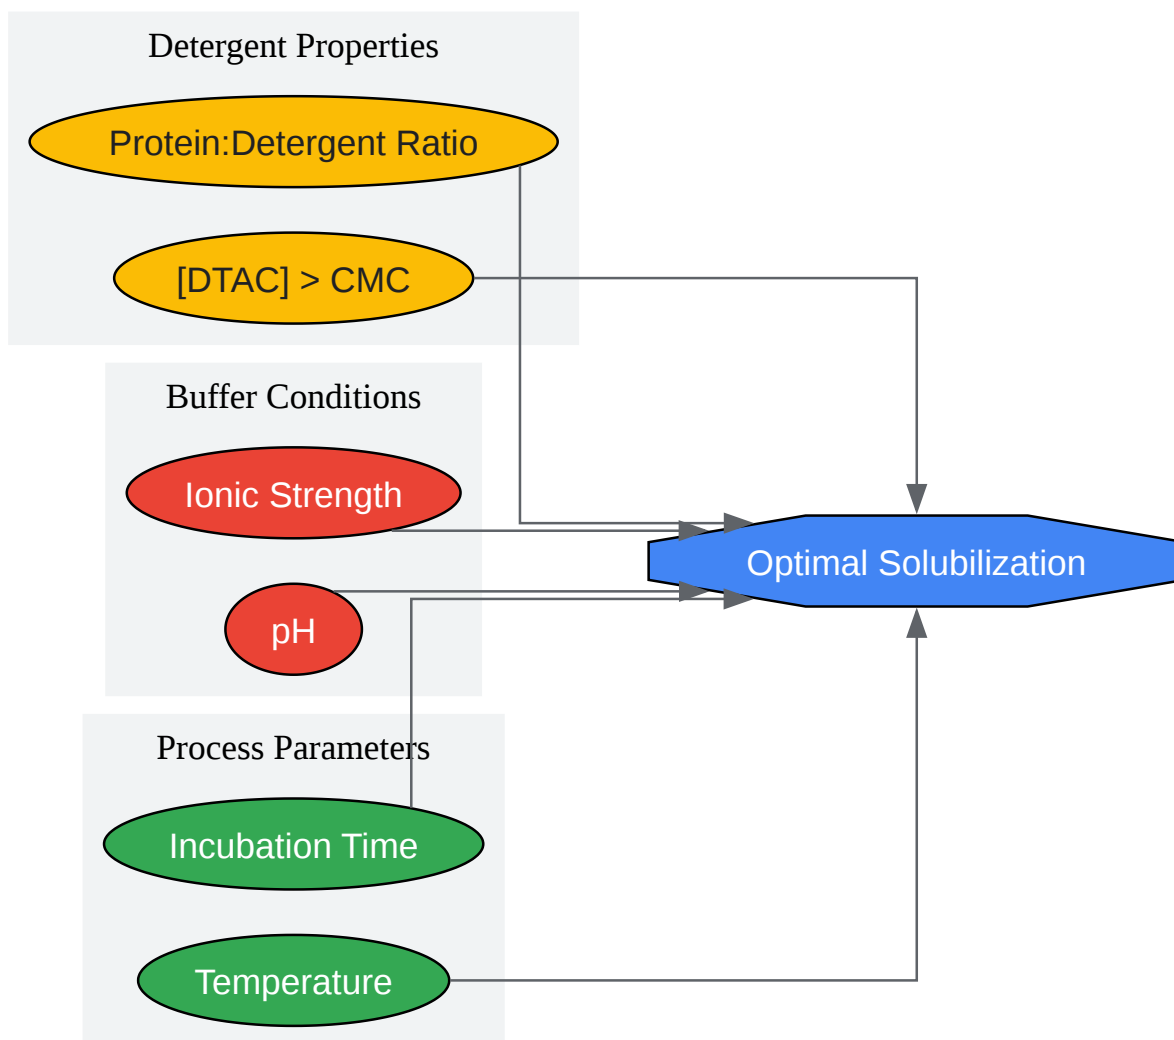 Detergent Properties
Protein:Detergent Ratio
[DTAC] > CMC
Buffer Conditions
Ionic Strength
pH
Optimal Solubilization
Process Parameters
Incubation Time
Temperature